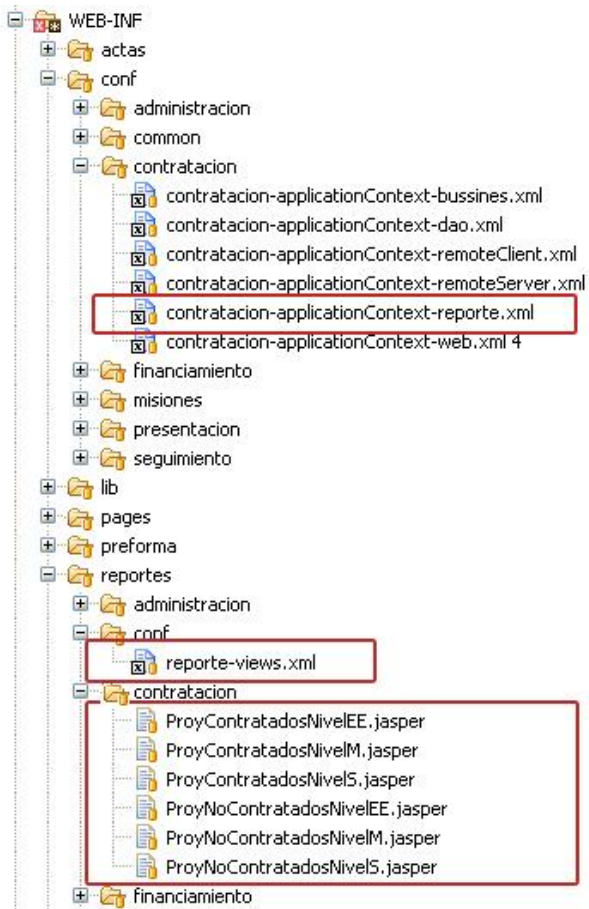 WEB-INF
actas
conf
administracion
common
contratacion
contratacion-applicationContext-bussines.xml
contratacion-applicationContext-dao.xml
contratacion-applicationContext-remoteClient.xml
contratacion-applicationContext-remoteServer.xml
contratacion-applicationContext-reporte.xml
contratacion-applicationContext-web.xml 4
financiamiento
misiones
presentacion
seguimiento
lib
pages
preforma
reportes
administracion
conf
reporte-views.xml
contratacion
ProyContratadosNivelEE.jasper
ProyContratadosNivelM.jasper
ProyContratadosNivelS.jasper
ProyNoContratadosNivelEE.jasper
ProyNoContratadosNivelM.jasper
ProyNoContratadosNivelS.jasper
financiamiento